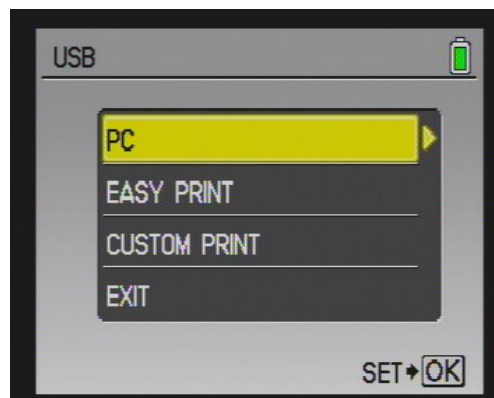 USB
PC
EASY PRINT
CUSTOM PRINT
EXIT
SET➧OK